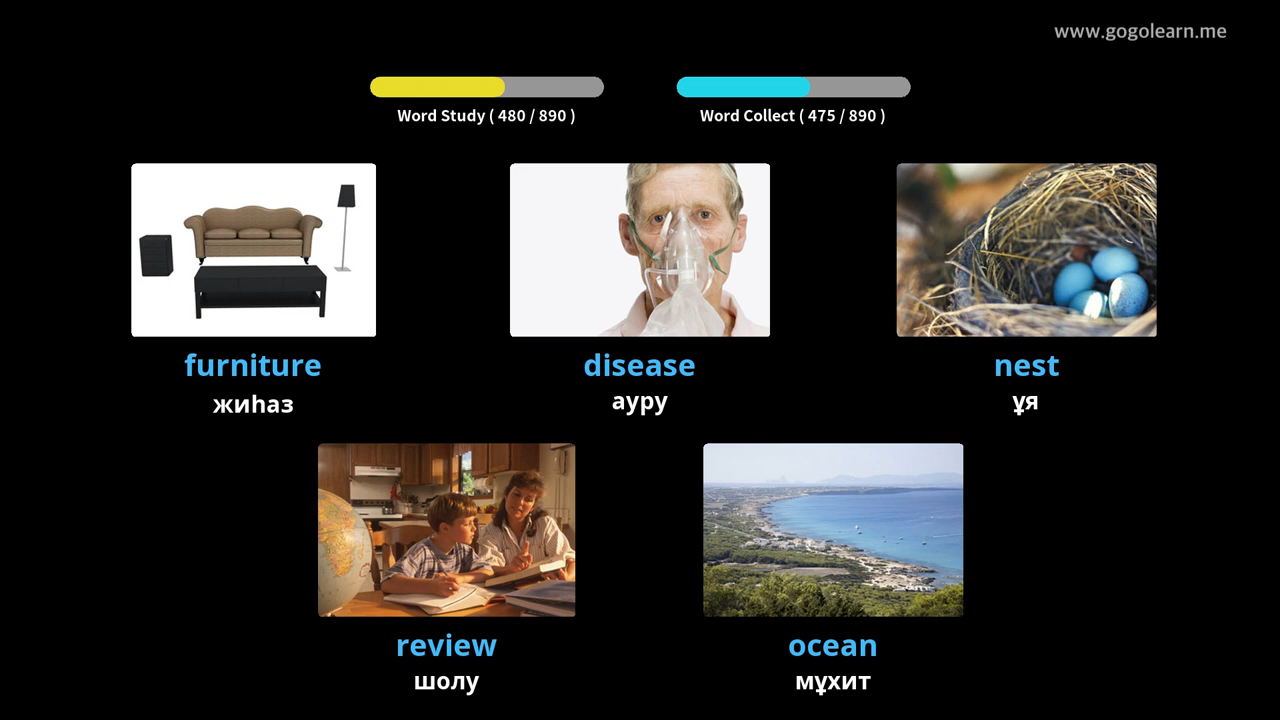 www.gogolearn.me
Word Study ( 480 / 890 )
Word Collect ( 475 / 890 )
furniture
жиһаз
disease
ауру
nest
ұя
review
шолу
ocean
мұхит